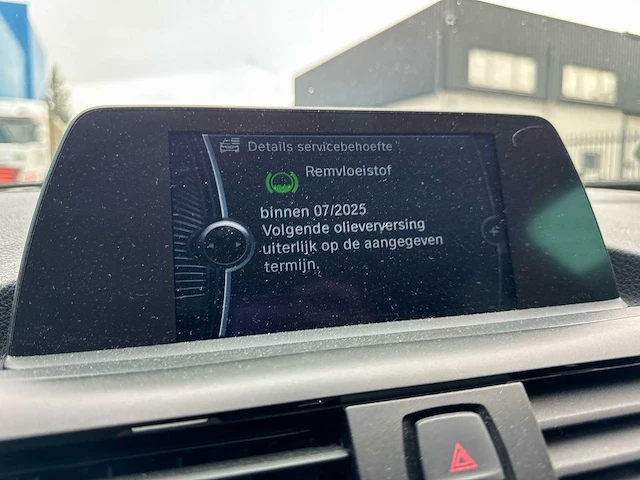 Details servicebehoefte
Remvloeistof
binnen 07/2025
Volgende olieverversing
uiterlijk op de aangegeven
termijn.